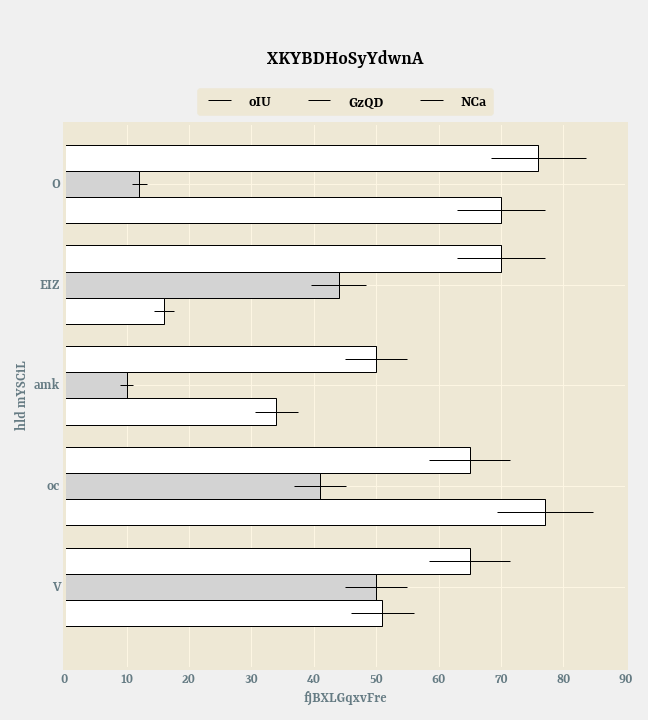 XKYBDHoSyYdwnA
oIU GzQD NCa
O
EIZ
amk
oc
V
hld mYSCiL
0 10 20 30 40 50 60 70 80 90
fjBXLGqxvFre